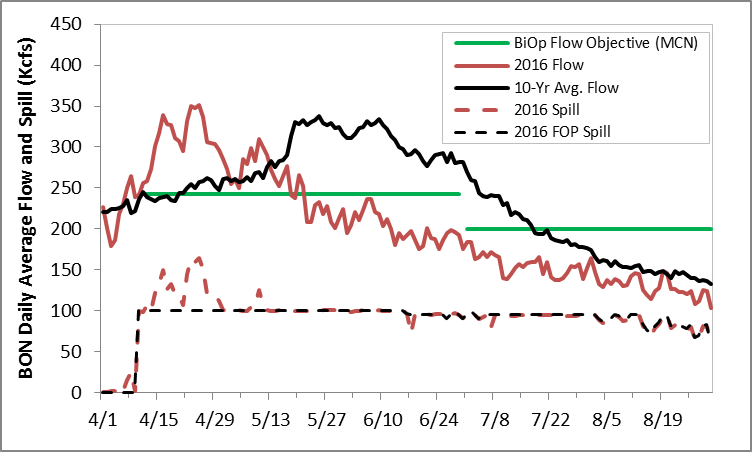 BON Daily Average Flow and Spill (Kcfs)
450
400
350
300
250
200
150
100
50
0
BiOp Flow Objective (MCN)
2016 Flow
10-Yr Avg. Flow
2016 Spill
2016 FOP Spill
4/1 4/15 4/29 5/13 5/27 6/10 6/24 7/8 7/22 8/5 8/19